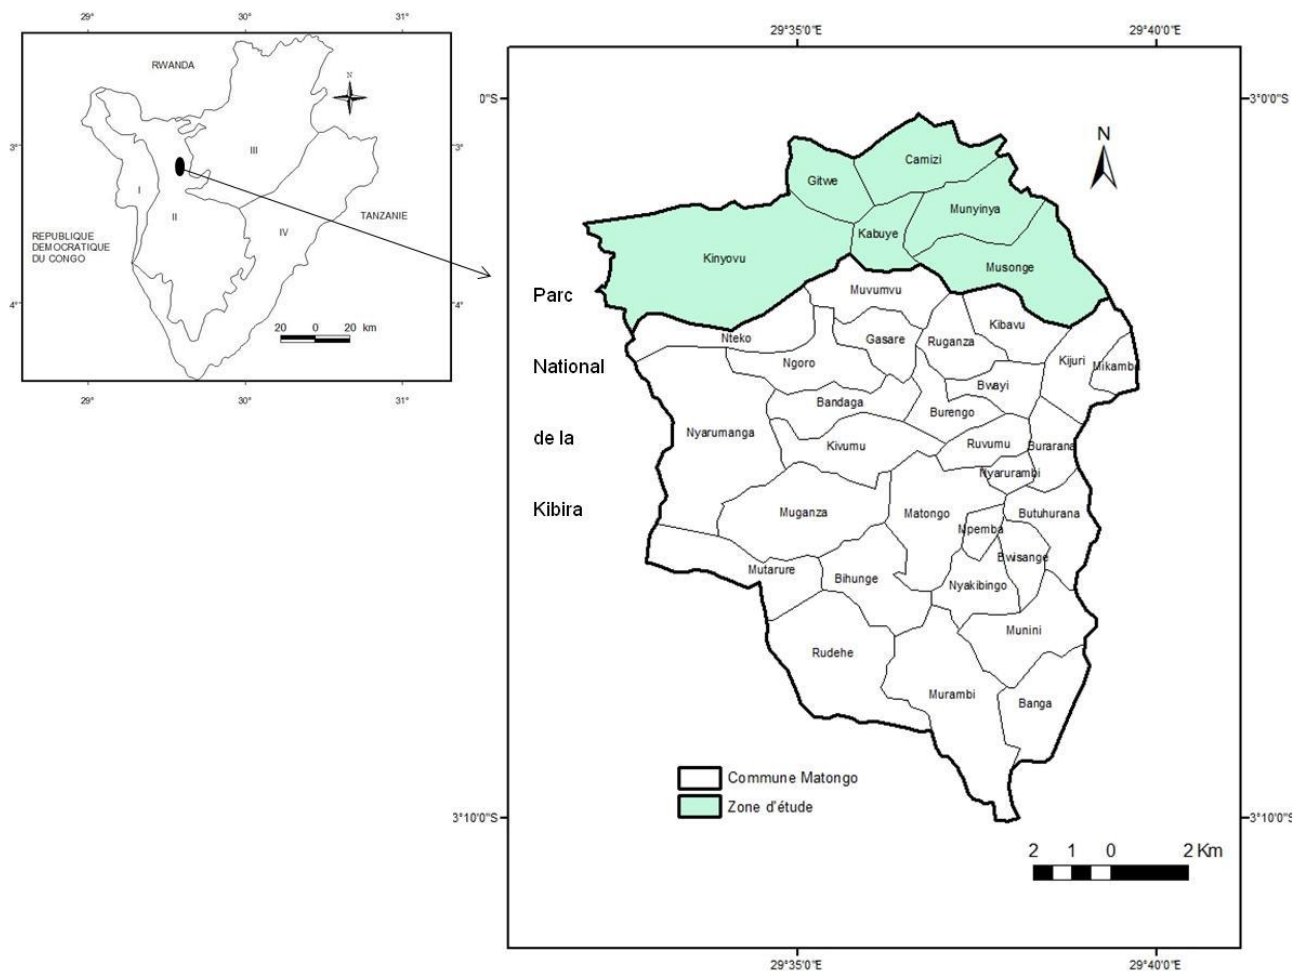 29°
30°
31°
RWANDA
N
3°
3°
III
I
II
IV
TANZANIE
REPUBLIQUE
DEMOCRATIQUE
DU CONGO
4°
4°
20 0 20 km
29°
30°
31°
29°35'0"E
29°40'0"E
0"S
3°0'0"S
N
Camizi
Gitwe
Munyinya
Kabuye
Kinyovu
Musonge
Parc
Muvumvu
Kibavu
Nteko
Gasare
Ruganza
Ngoro
Kijuri
National
Bwayi
Bandaga
Burengo
Nyarumanga
de la
Kivumu
Ruvumu
Burarana
Nyarurambi
Kibira
Muganza
Matongo
Butuhurana
Mpemba
Bwisange
Mutarure
Bihunge
Nyakibingo
Munini
Rudehe
Murambi
Banga
Commune Matongo
Zone d'étude
3°10'0"S
3°10'0"S
2 1 0 2 Km
29°35'0"E
29°40'0"E